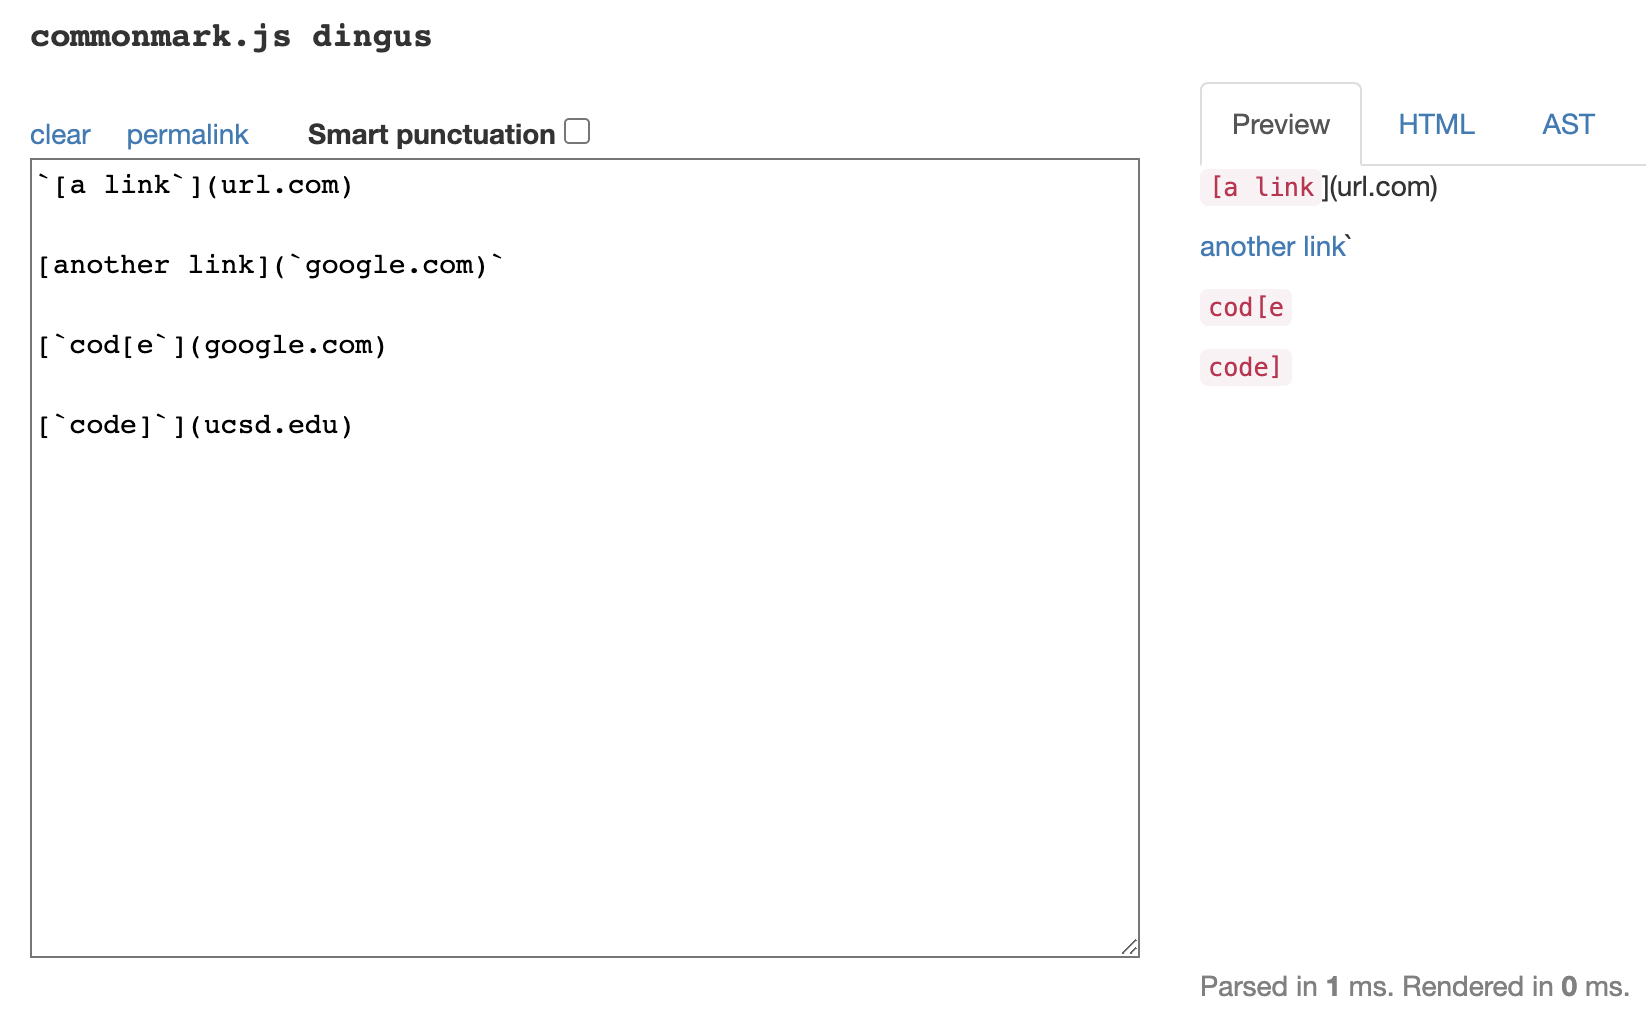 commonmark.js dingus
clear permalink Smart punctuation
`[a link`](url.com)
[another link](`google.com)`
[`cod[e`](google.com)
[`code]`](ucsd.edu)
Preview HTML AST
[a link](url.com)
another link`
cod[e
code]
Parsed in 1 ms. Rendered in 0 ms.